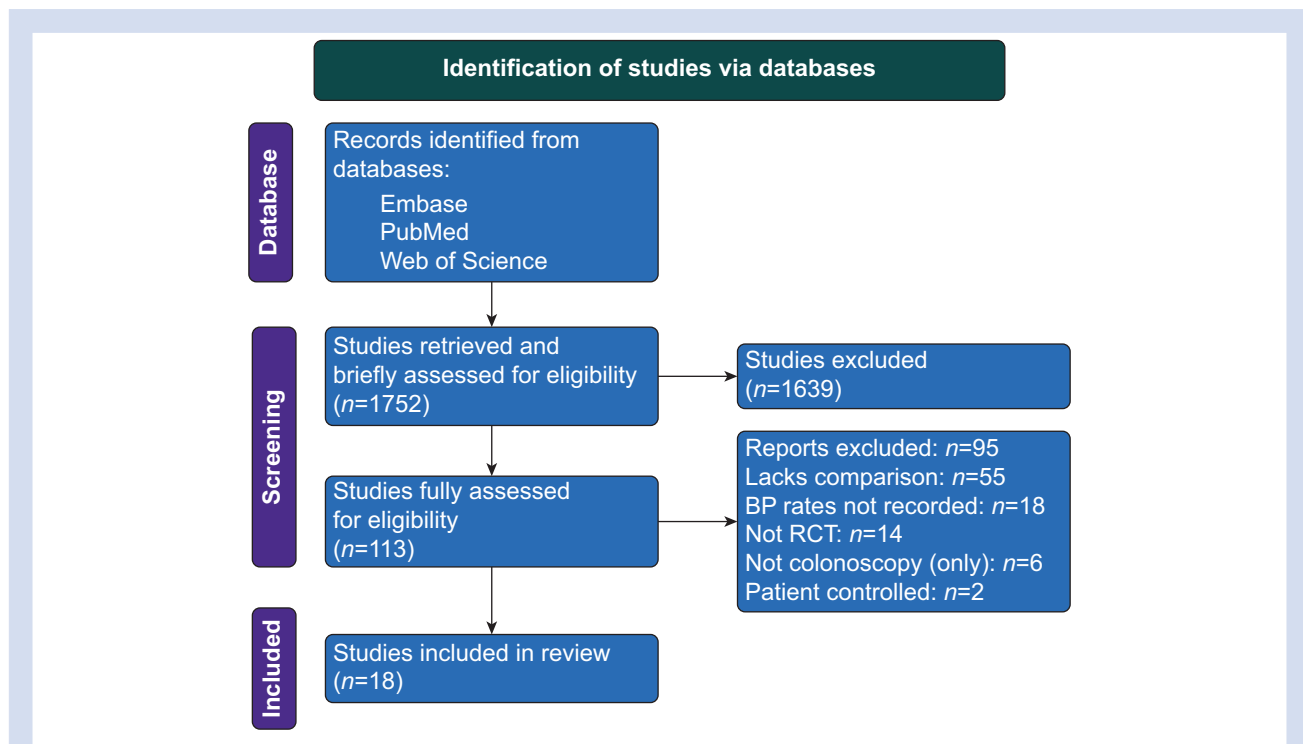 Identification of studies via databases
Database
Records identified from
databases:
Embase
PubMed
Web of Science
Screening
Studies retrieved and
briefly assessed for eligibility
(n=1752)
Studies excluded
(n=1639)
Studies fully assessed
for eligibility
(n=113)
Reports excluded: n=95
Lacks comparison: n=55
BP rates not recorded: n=18
Not RCT: n=14
Not colonoscopy (only): n=6
Patient controlled: n=2
Included
Studies included in review
(n=18)